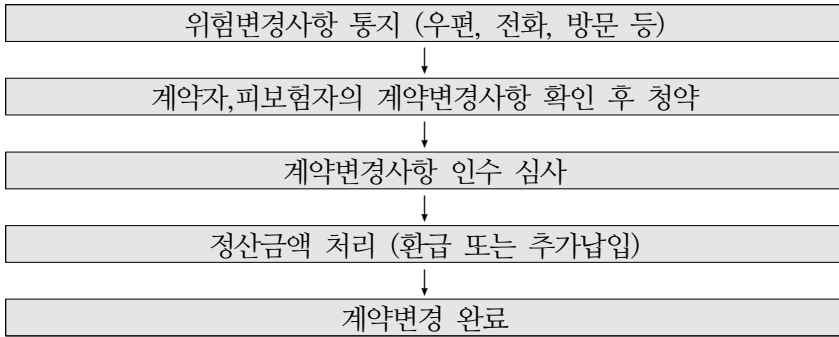 위험변경사항 통지 (우편, 전화, 방문 등)
계약자,피보험자의 계약변경사항 확인 후 청약
계약변경사항 인수 심사
정산금액 처리 (환급 또는 추가납입)
계약변경 완료